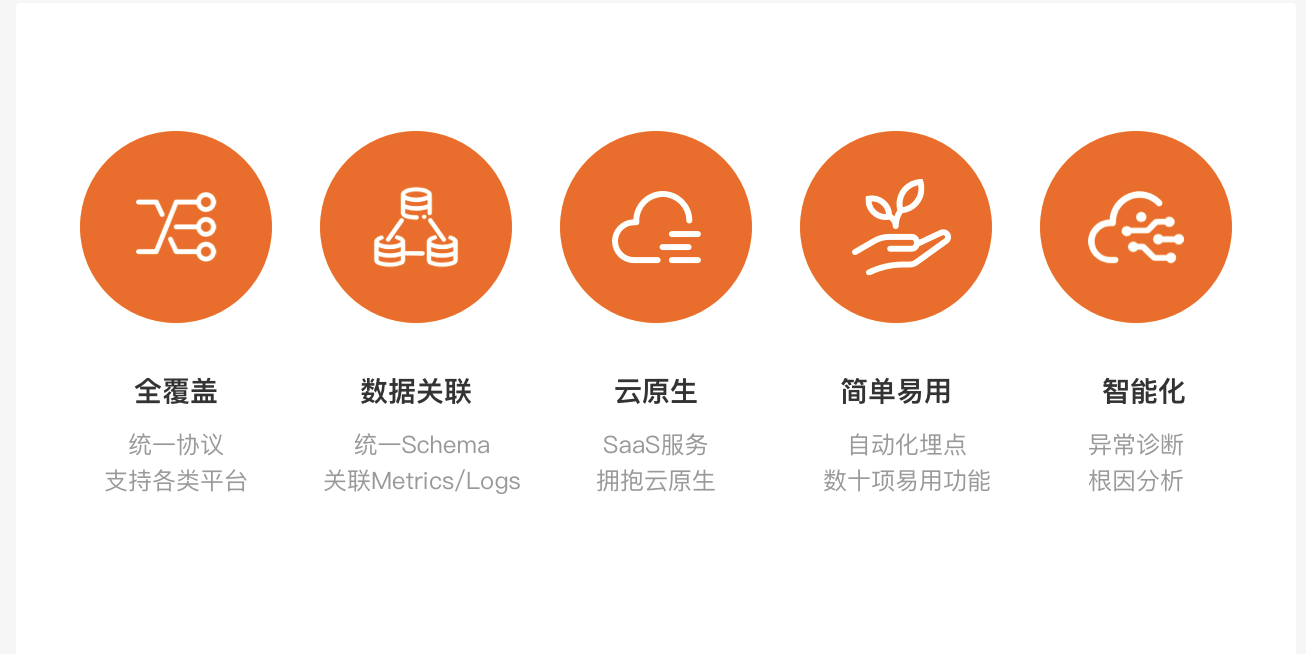 全覆盖
统一协议
支持各类平台
数据关联
统一Schema
关联Metrics/Logs
云原生
SaaS服务
拥抱云原生
简单易用
自动化埋点
数十项易用功能
智能化
异常诊断
根因分析